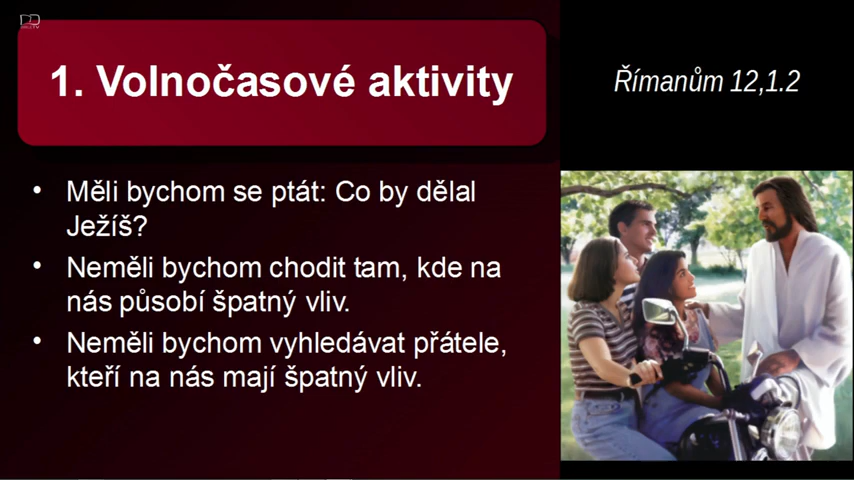 1. Volnočasové aktivity
Římanům 12,1.2
• Měli bychom se ptát: Co by dělal
Ježíš?
• Neměli bychom chodit tam, kde na
nás působí špatný vliv.
• Neměli bychom vyhledávat přátele,
kteří na nás mají špatný vliv.